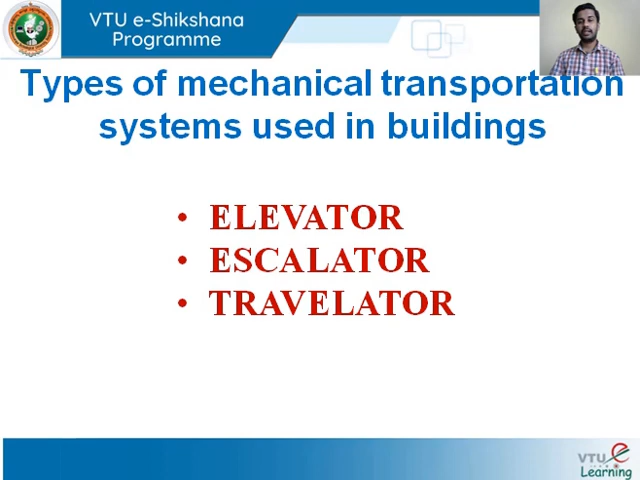 VTU e-Shikshana
Programme
Types of mechanical transportation
systems used in buildings
• ELEVATOR
• ESCALATOR
• TRAVELATOR
VTU e
Learning